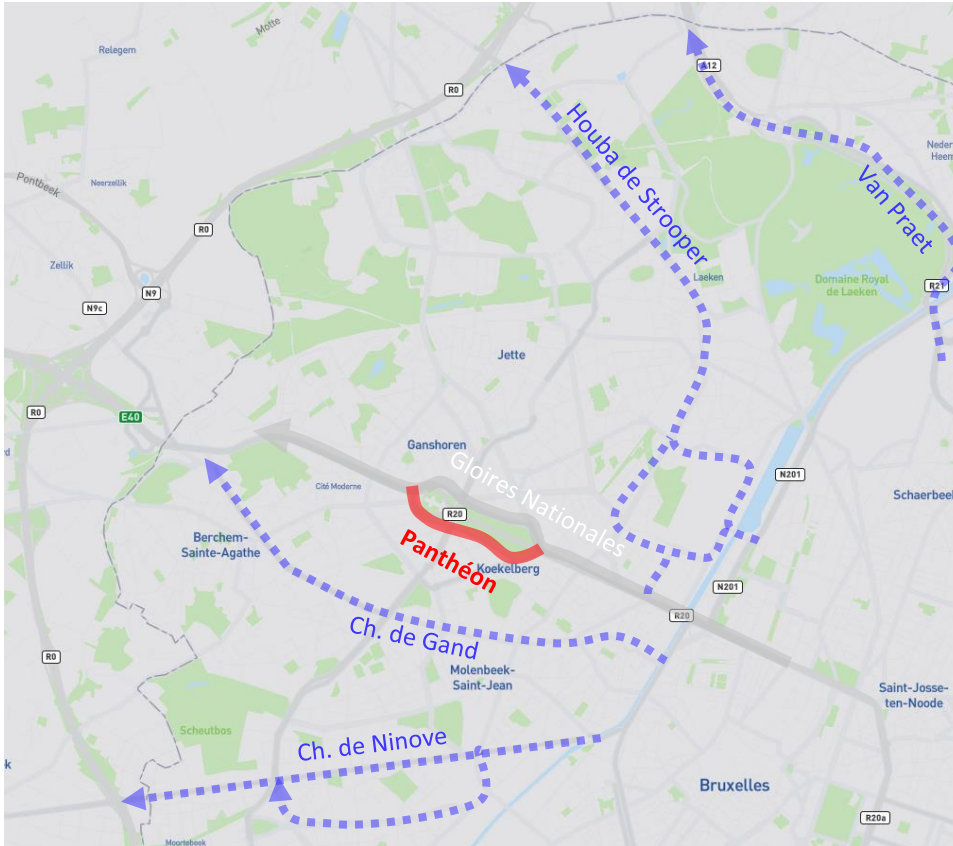 Relegem
Motte
A12
R0
Houba de Strooper
Neder
Heem
Pontbeek
Neerzellik
Van Praet
R0
Zellik
N9
N9c
Laeken
Domaine Royal
de Laeken
R21
Jette
R0
E40
Ganshoren
rd
Gloires Nationales
N201
Cité Moderne
Schaerbeek
R20
Berchem-
Sainte-Agathe
Panthéon
Koekelberg
N201
R20
Ch. de Gand
R0
Molenbeek-
Saint-Jean
Saint-Josse-
ten-Noode
Scheutbos
Ch. de Ninove
k
Bruxelles
R20a
Moortebeek